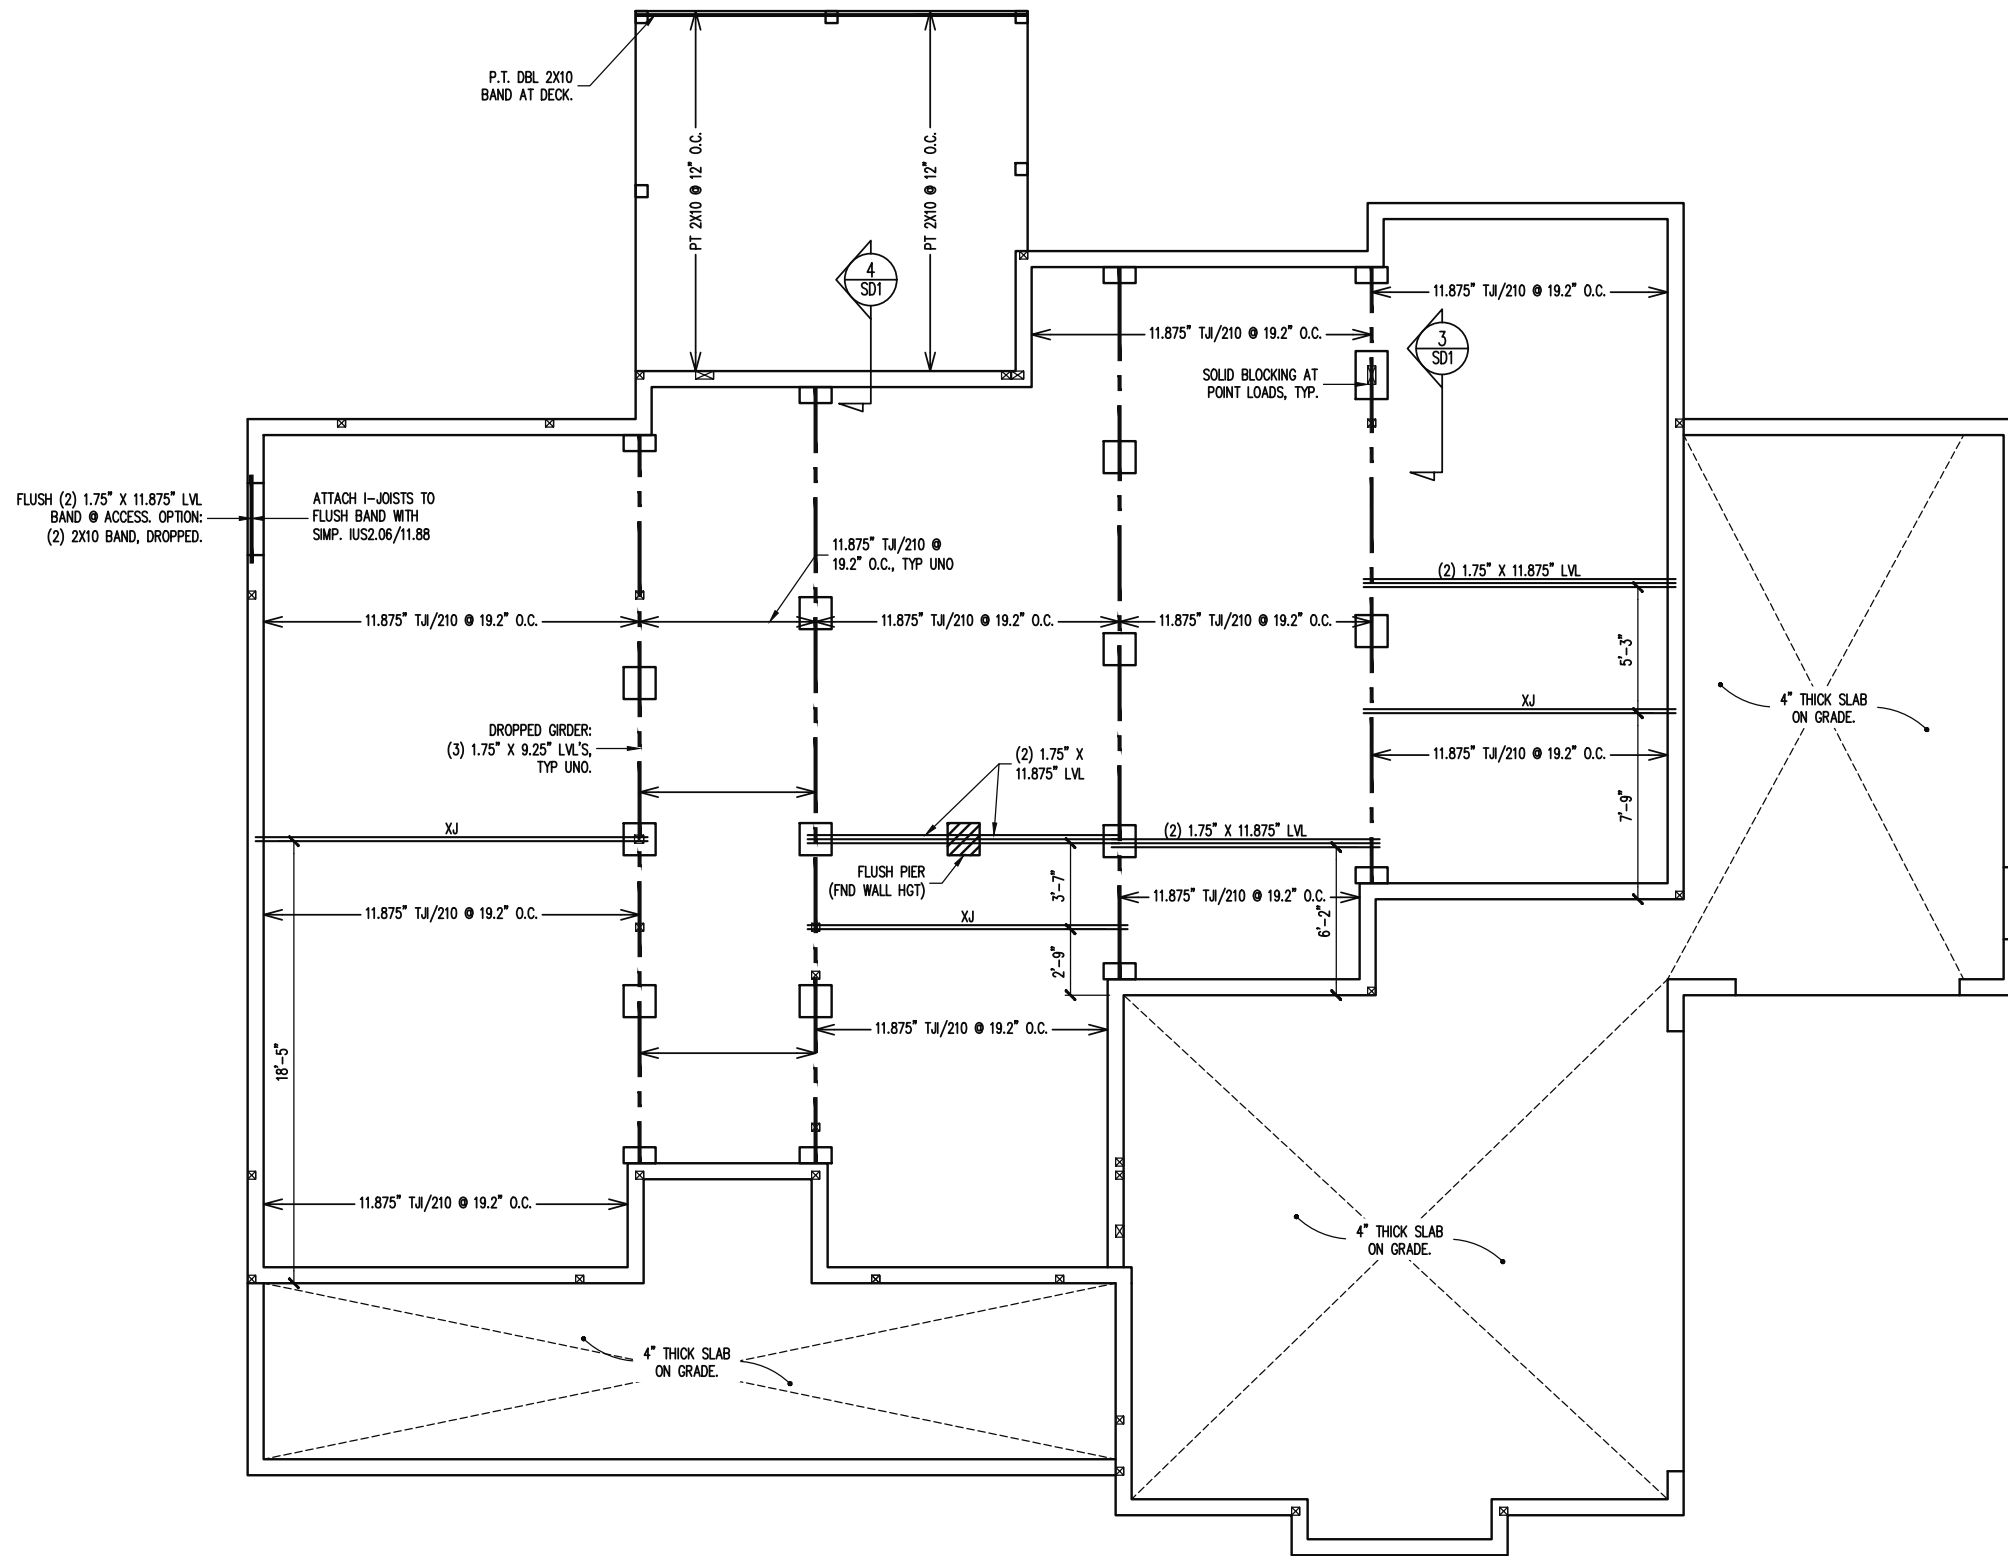 P.T. DBL 2X10
BAND AT DECK.
PT 2X10 @ 12" O.C.
PT 2X10 @ 12" O.C.
4
SD1
11.875" TJI/210 @ 19.2" O.C.
11.875" TJI/210 @ 19.2" O.C.
3
SD1
SOLID BLOCKING AT
POINT LOADS, TYP.
FLUSH (2) 1.75" X 11.875" LVL
BAND @ ACCESS. OPTION:
(2) 2X10 BAND, DROPPED.
ATTACH I-JOISTS TO
FLUSH BAND WITH
SIMP. IUS2.06/11.88
11.875" TJI/210 @
19.2" O.C., TYP UNO
(2) 1.75" X 11.875" LVL
11.875" TJI/210 @ 19.2" O.C.
11.875" TJI/210 @ 19.2" O.C.
11.875" TJI/210 @ 19.2" O.C.
5'-3"
XJ
4" THICK SLAB
ON GRADE.
DROPPED GIRDER:
(3) 1.75" X 9.25" LVL'S,
TYP UNO.
(2) 1.75" X
11.875" LVL
11.875" TJI/210 @ 19.2" O.C.
7'-9"
XJ
(2) 1.75" X 11.875" LVL
FLUSH PIER
(FND WALL HGT)
3'-7"
11.875" TJI/210 @ 19.2" O.C.
11.875" TJI/210 @ 19.2" O.C.
XJ
6'-2"
2'-9"
11.875" TJI/210 @ 19.2" O.C.
18'-5"
11.875" TJI/210 @ 19.2" O.C.
4" THICK SLAB
ON GRADE.
4" THICK SLAB
ON GRADE.